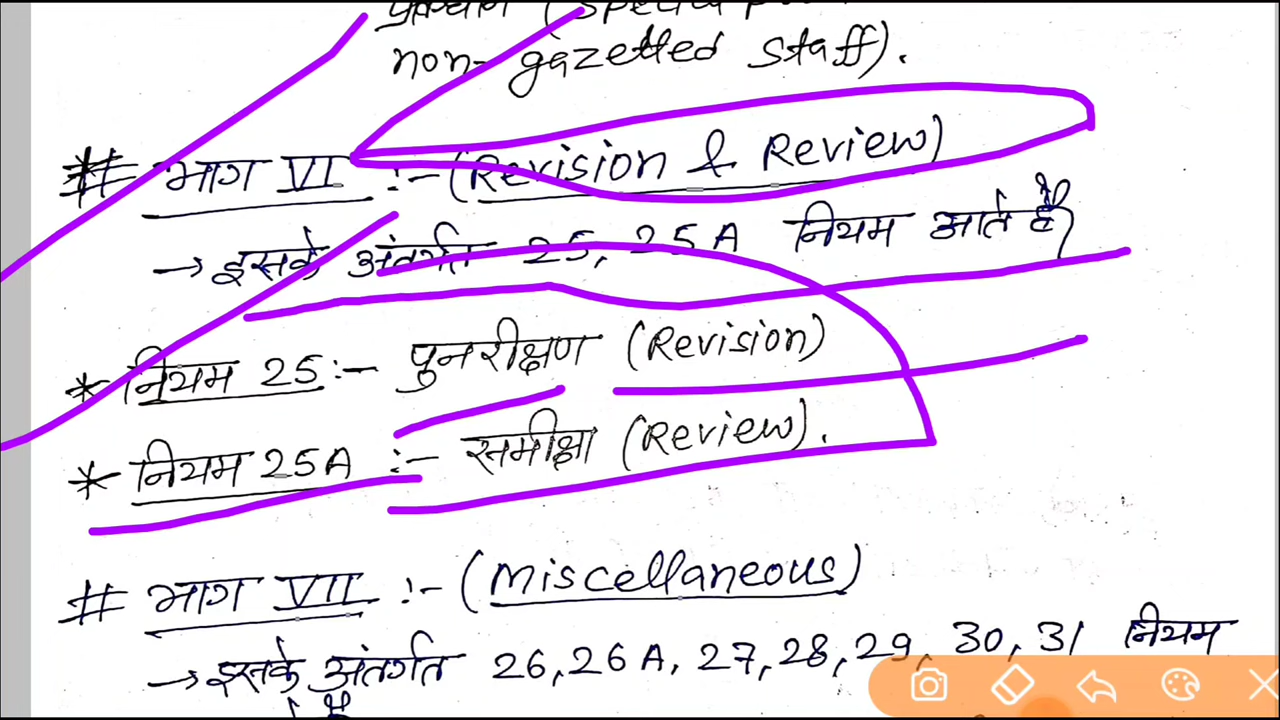 (Special
non-gazetted staff).
# भाग VI :- (Revision & Review)
→ इसके अंतर्गत 25, 25A नियम आते हैं
* नियम 25 :- पुनरीक्षण (Revision)
* नियम 25A :- समीक्षा (Review).
# भाग VII :- (Miscellaneous)
→ इसके अंतर्गत 26, 26A, 27, 28, 29, 30, 31 नियम